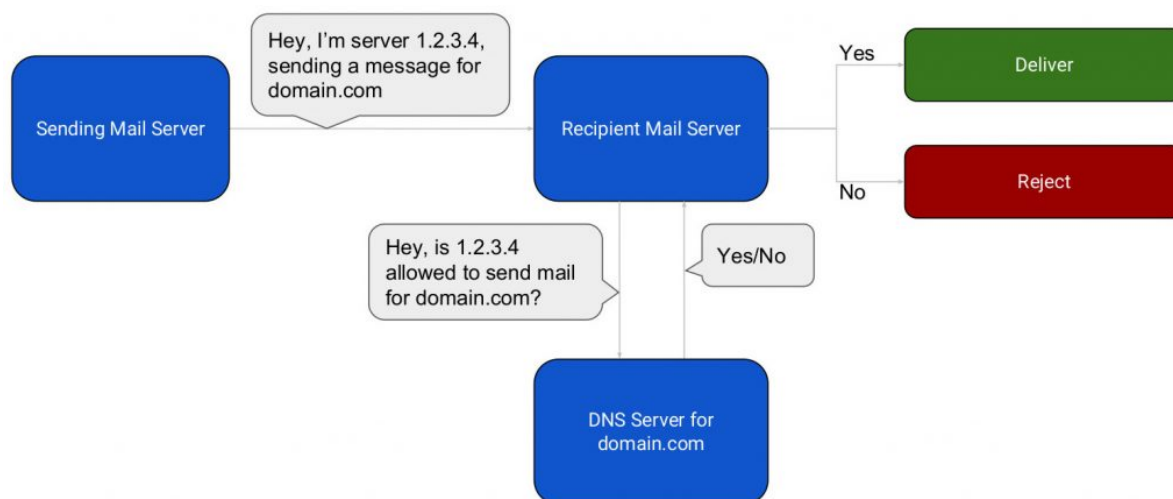 Hey, I'm server 1.2.3.4,
sending a message for
domain.com
Sending Mail Server
Recipient Mail Server
Yes
Deliver
No
Reject
Hey, is 1.2.3.4
allowed to send mail
for domain.com?
Yes/No
DNS Server for
domain.com